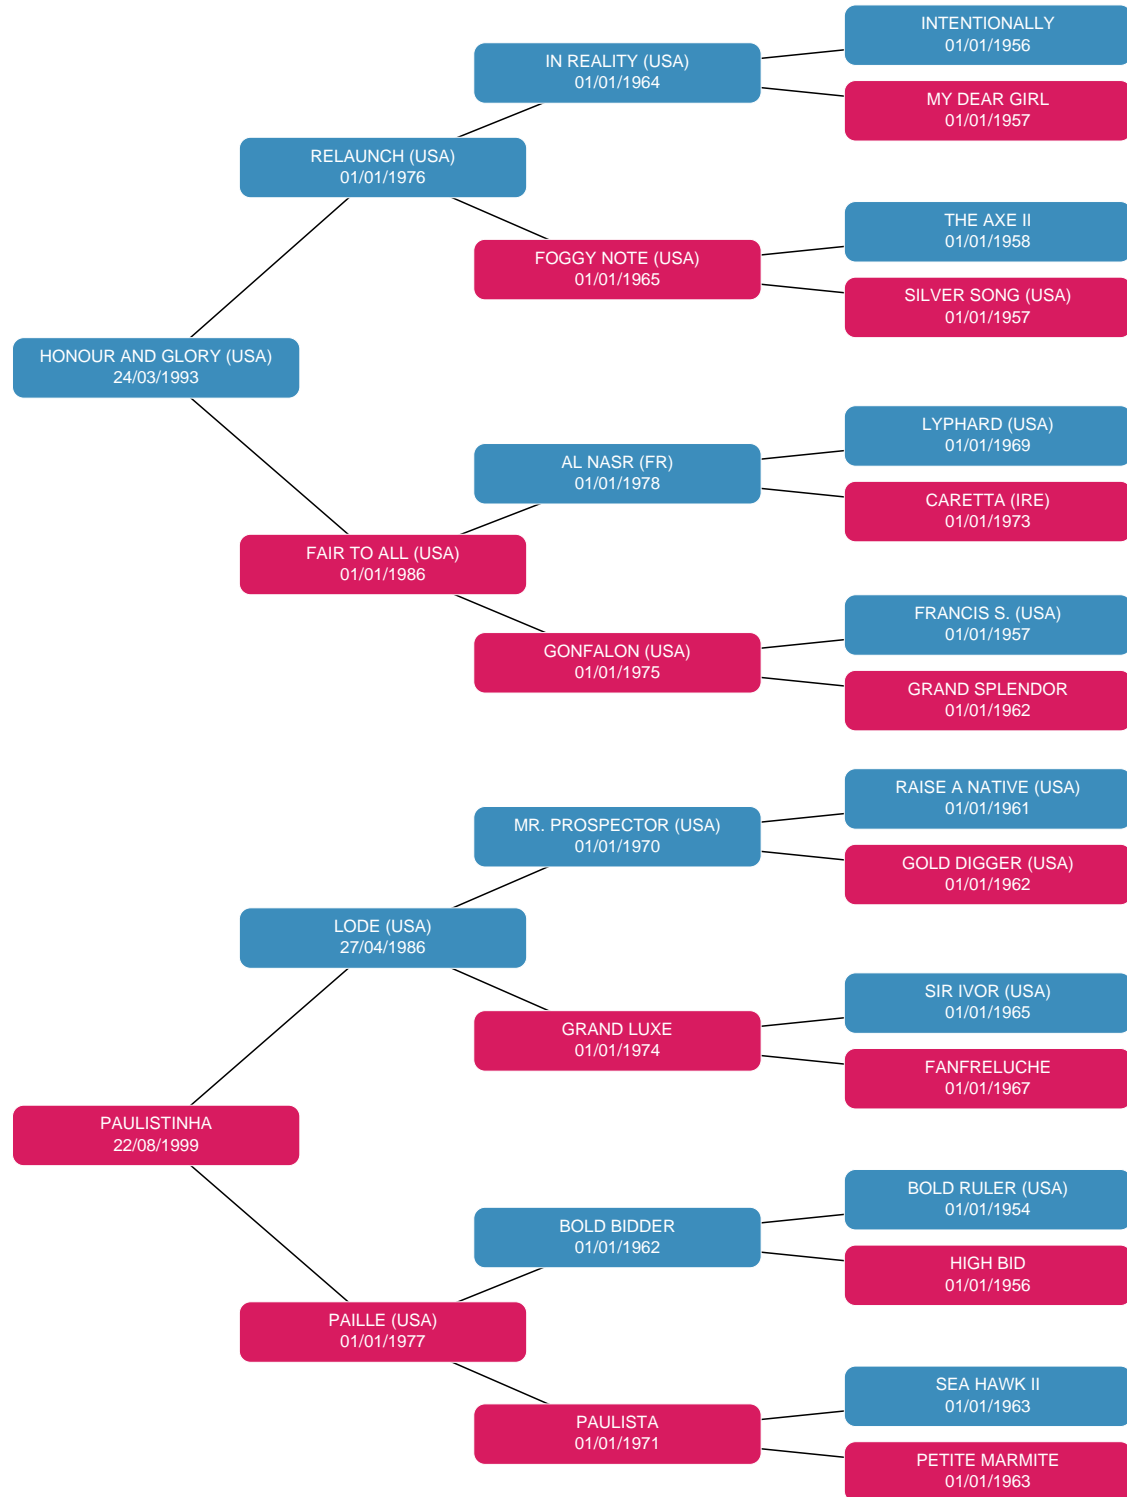 INTENTIONALLY
01/01/1956
IN REALITY (USA)
01/01/1964
MY DEAR GIRL
01/01/1957
RELAUNCH (USA)
01/01/1976
THE AXE II
01/01/1958
FOGGY NOTE (USA)
01/01/1965
SILVER SONG (USA)
01/01/1957
HONOUR AND GLORY (USA)
24/03/1993
LYPHARD (USA)
01/01/1969
AL NASR (FR)
01/01/1978
CARETTA (IRE)
01/01/1973
FAIR TO ALL (USA)
01/01/1986
FRANCIS S. (USA)
01/01/1957
GONFALON (USA)
01/01/1975
GRAND SPLENDOR
01/01/1962
RAISE A NATIVE (USA)
01/01/1961
MR. PROSPECTOR (USA)
01/01/1970
GOLD DIGGER (USA)
01/01/1962
LODE (USA)
27/04/1986
SIR IVOR (USA)
01/01/1965
GRAND LUXE
01/01/1974
FANFRELUCHE
01/01/1967
PAULISTINHA
22/08/1999
BOLD RULER (USA)
01/01/1954
BOLD BIDDER
01/01/1962
HIGH BID
01/01/1956
PAILLE (USA)
01/01/1977
SEA HAWK II
01/01/1963
PAULISTA
01/01/1971
PETITE MARMITE
01/01/1963